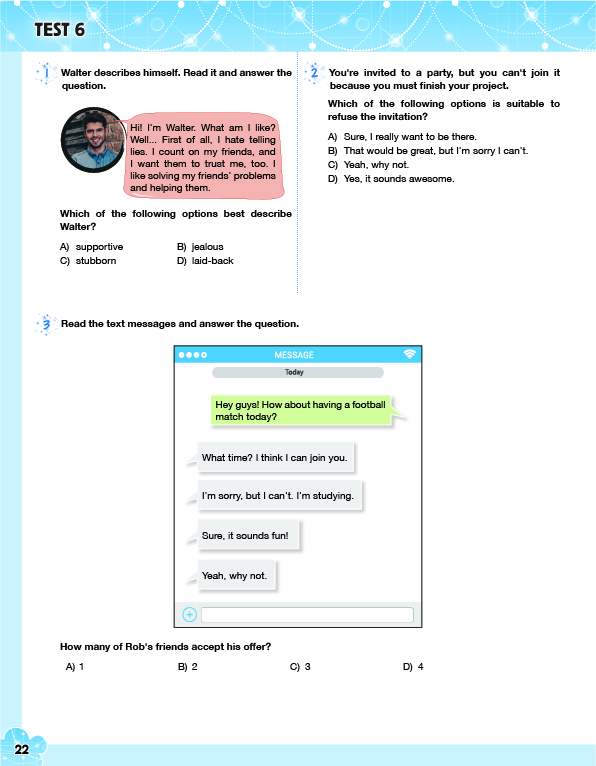 TEST 6
1
Walter describes himself. Read it and answer the
question.
Hi! I'm Walter. What am I like?
Well... First of all, I hate telling
lies. I count on my friends, and
I want them to trust me, too. I
like solving my friends' problems
and helping them.
Which of the following options best describe
Walter?
A) supportive
B) jealous
C) stubborn
D) laid-back
2
You're invited to a party, but you can't join it
because you must finish your project.
Which of the following options is suitable to
refuse the invitation?
A) Sure, I really want to be there.
B) That would be great, but I'm sorry I can't.
C) Yeah, why not.
D) Yes, it sounds awesome.
3
Read the text messages and answer the question.
MESSAGE
Today
Hey guys! How about having a football
match today?
What time? I think I can join you.
I'm sorry, but I can't. I'm studying.
Sure, it sounds fun!
Yeah, why not.
How many of Rob's friends accept his offer?
A) 1
B) 2
C) 3
D) 4
22